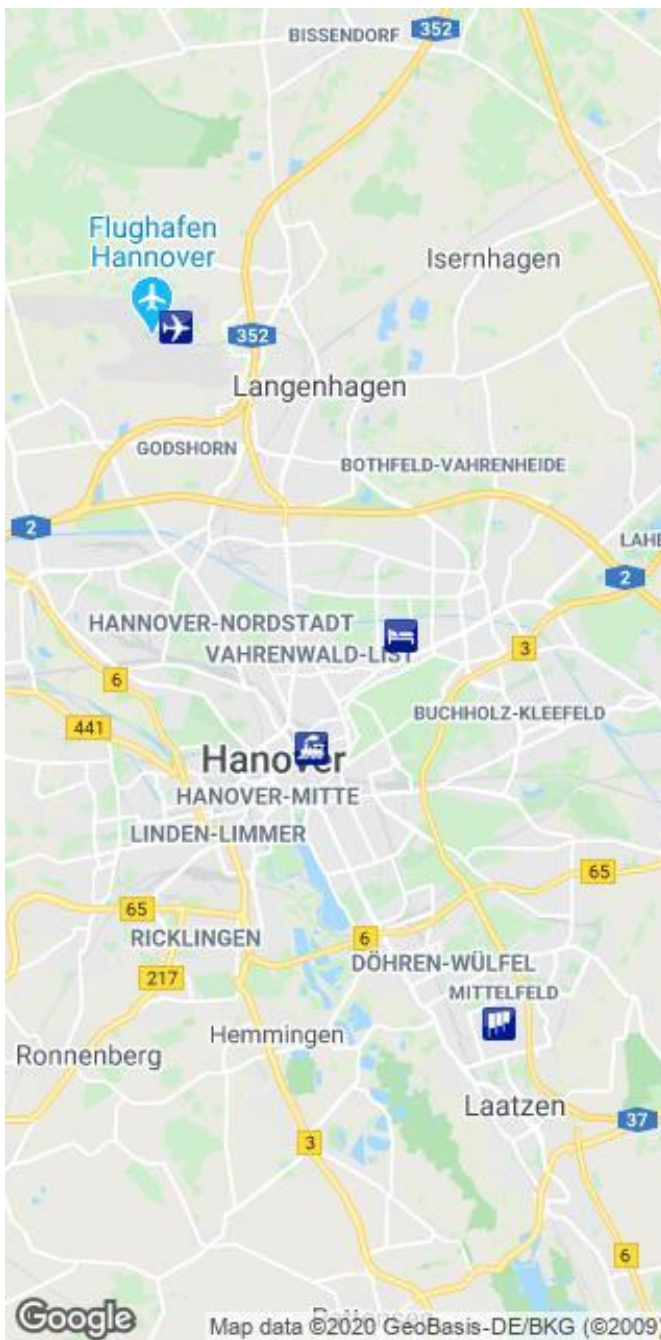 352
BISSENDORF
Flughafen
Hannover
Isernhagen
352
Langenhagen
GODSHORN
BOTHFELD-VAHRENHEIDE
2
LAHE
2
HANNOVER-NORDSTADT
VAHRENWALD-LIST
3
6
BUCHHOLZ-KLEEFELD
441
Hanover
HANOVER-MITTE
LINDEN-LIMMER
65
65
6
RICKLINGEN
DÖHREN-WÜLFEL
217
MITTELFELD
Hemmingen
Ronnenberg
Laatzen
37
3
6
Google
Map data ©2020 GeoBasis-DE/BKG (©2009)